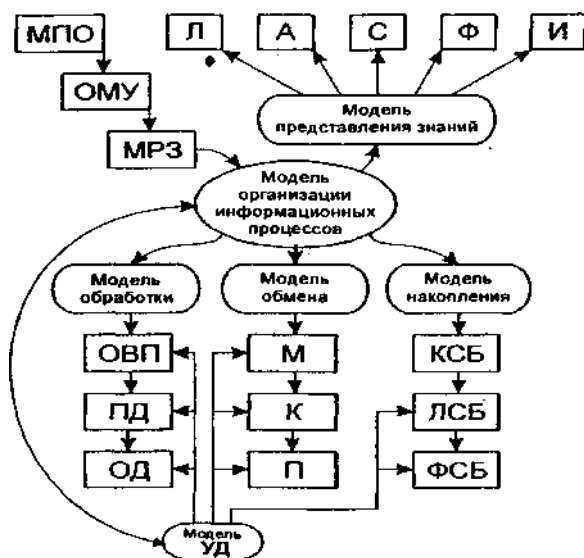 МПО
Л
А
С
Ф
И
ОМУ
МРЗ
Модель
представления знаний
Модель
организации
информационных
процессов
Модель
обработки
Модель
обмена
Модель
накопления
ОВП
М
КСБ
ПД
К
ЛСБ
ОД
П
ФСБ
Модель
УД